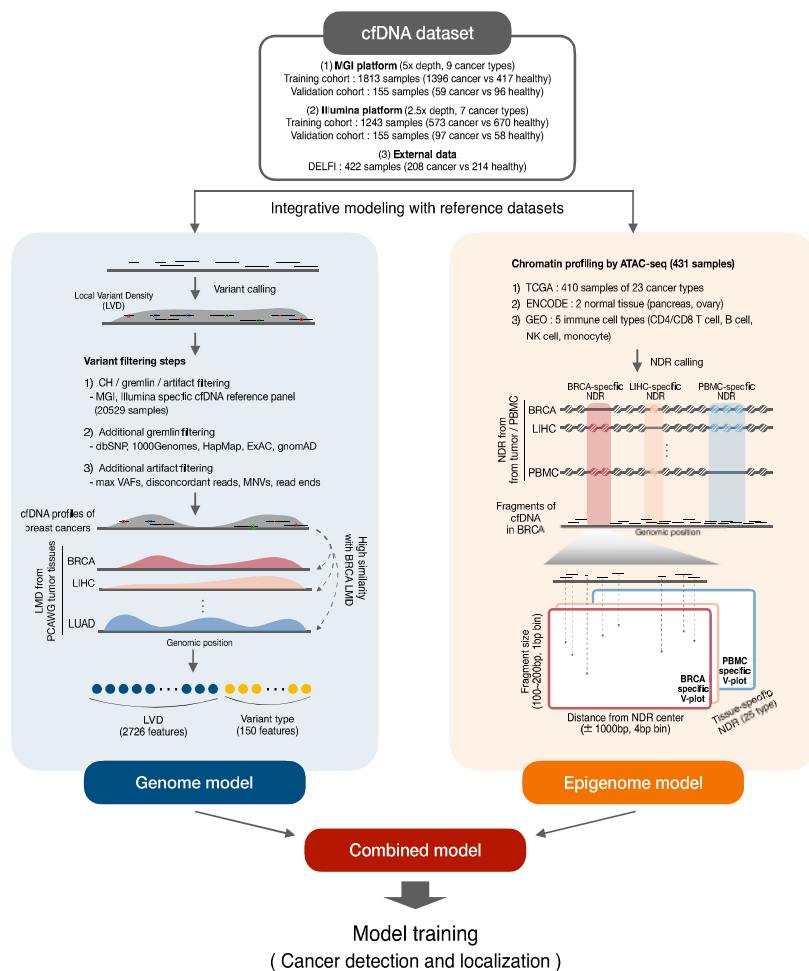 cfDNA dataset
(1) MGI platform (5x depth, 9 cancer types)
Training cohort : 1813 samples (1396 cancer vs 417 healthy)
Validation cohort : 155 samples (59 cancer vs 96 healthy)
(2) Illumina platform (2.5x depth, 7 cancer types)
Training cohort : 1243 samples (573 cancer vs 670 healthy)
Validation cohort : 155 samples (97 cancer vs 58 healthy)
(3) External data
DELFI : 422 samples (208 cancer vs 214 healthy)
Integrative modeling with reference datasets
Variant calling
Local Variant Density
(LVD)
Variant filtering steps
1) CH / gremlin / artifact filtering
- MGI, Illumina specific cfDNA reference panel
(20529 samples)
2) Additional gremlin filtering
- dbSNP, 1000Genomes, HapMap, ExAC, gnomAD
3) Additional artifact filtering
- max VAFs, disconcordant reads, MNVs, read ends
cfDNA profiles of
breast cancers
LMD from
PCAWG tumor tissues
BRCA
LIHC
⋮
LUAD
Genomic position
High similarity
with BRCA LMD
LVD
(2726 features)
Variant type
(150 features)
Genome model
Chromatin profiling by ATAC-seq (431 samples)
1) TCGA : 410 samples of 23 cancer types
2) ENCODE : 2 normal tissue (pancreas, ovary)
3) GEO : 5 immune cell types (CD4/CD8 T cell, B cell,
NK cell, monocyte)
NDR calling
BRCA-specific
NDR
LIHC-specific
NDR
PBMC-specific
NDR
NDR from
tumor / PBMC
BRCA
LIHC
⋮
PBMC
Fragments of
cfDNA
in BRCA
Genomic position
Fragment size
(100–200bp, 1bp bin)
BRCA
specific
V-plot
PBMC
specific
V-plot
Distance from NDR center
(± 1000bp, 4bp bin)
Tissue-specific
NDR (25 type)
Epigenome model
Combined model
Model training
( Cancer detection and localization )